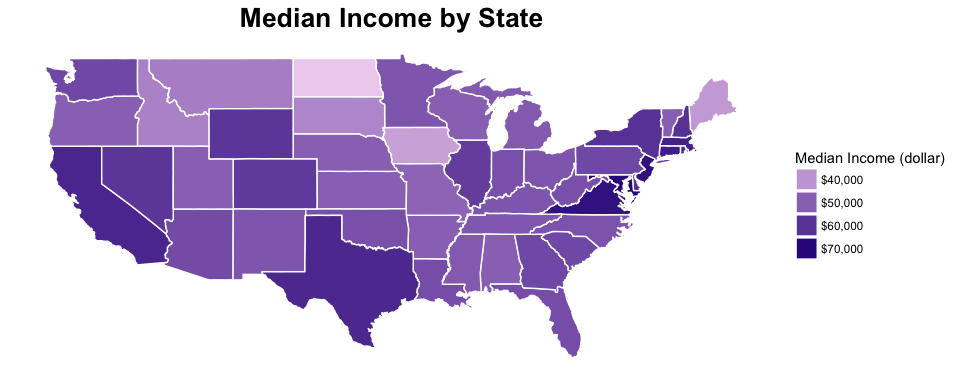 Median Income by State
Median Income (dollar)
$40,000
$50,000
$60,000
$70,000